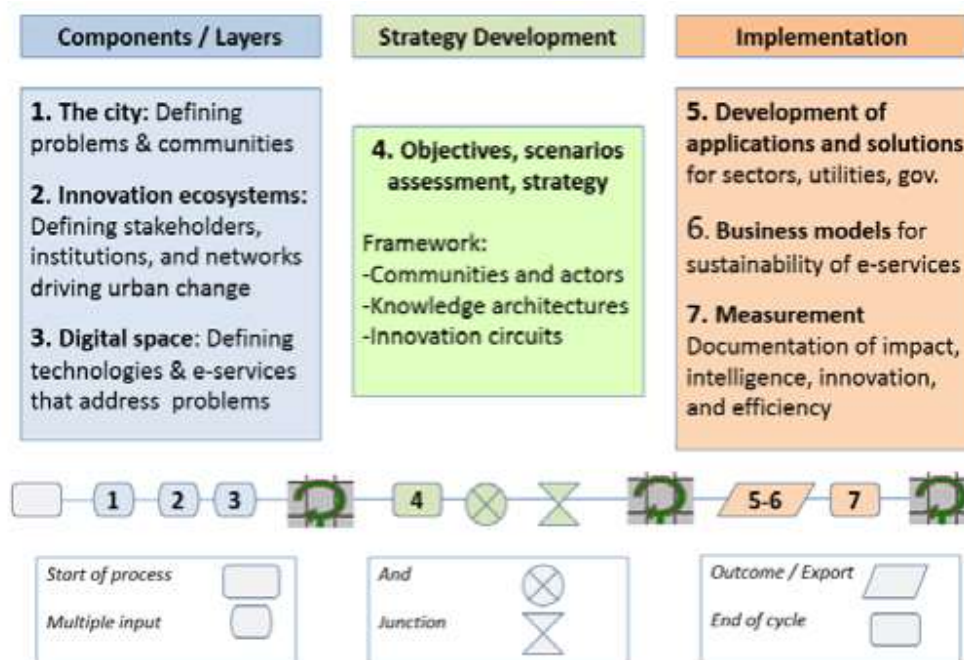 Components / Layers
Strategy Development
Implementation
1. The city: Defining
problems & communities
2. Innovation ecosystems:
Defining stakeholders,
institutions, and networks
driving urban change
3. Digital space: Defining
technologies & e-services
that address problems
4. Objectives, scenarios
assessment, strategy
Framework:
-Communities and actors
-Knowledge architectures
-Innovation circuits
5. Development of
applications and solutions
for sectors, utilities, gov.
6. Business models for
sustainability of e-services
7. Measurement
Documentation of impact,
intelligence, innovation,
and efficiency
1 2 3 4 5-6 7
Start of process
Multiple input
And
Junction
Outcome / Export
End of cycle